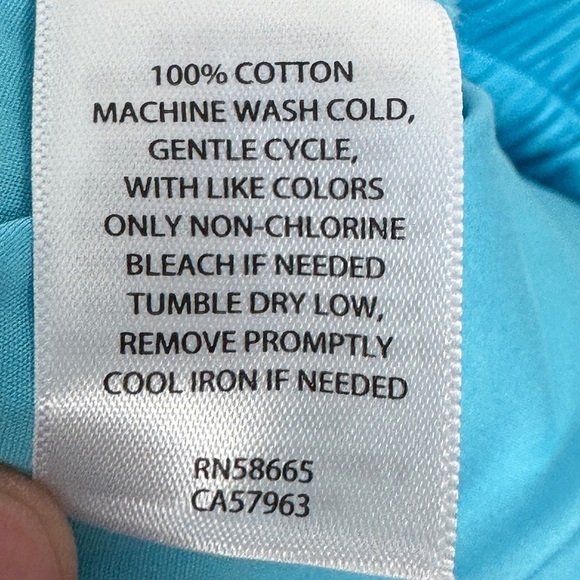 100% COTTON
MACHINE WASH COLD,
GENTLE CYCLE,
WITH LIKE COLORS
ONLY NON-CHLORINE
BLEACH IF NEEDED
TUMBLE DRY LOW,
REMOVE PROMPTLY
COOL IRON IF NEEDED
RN58665
CA57963